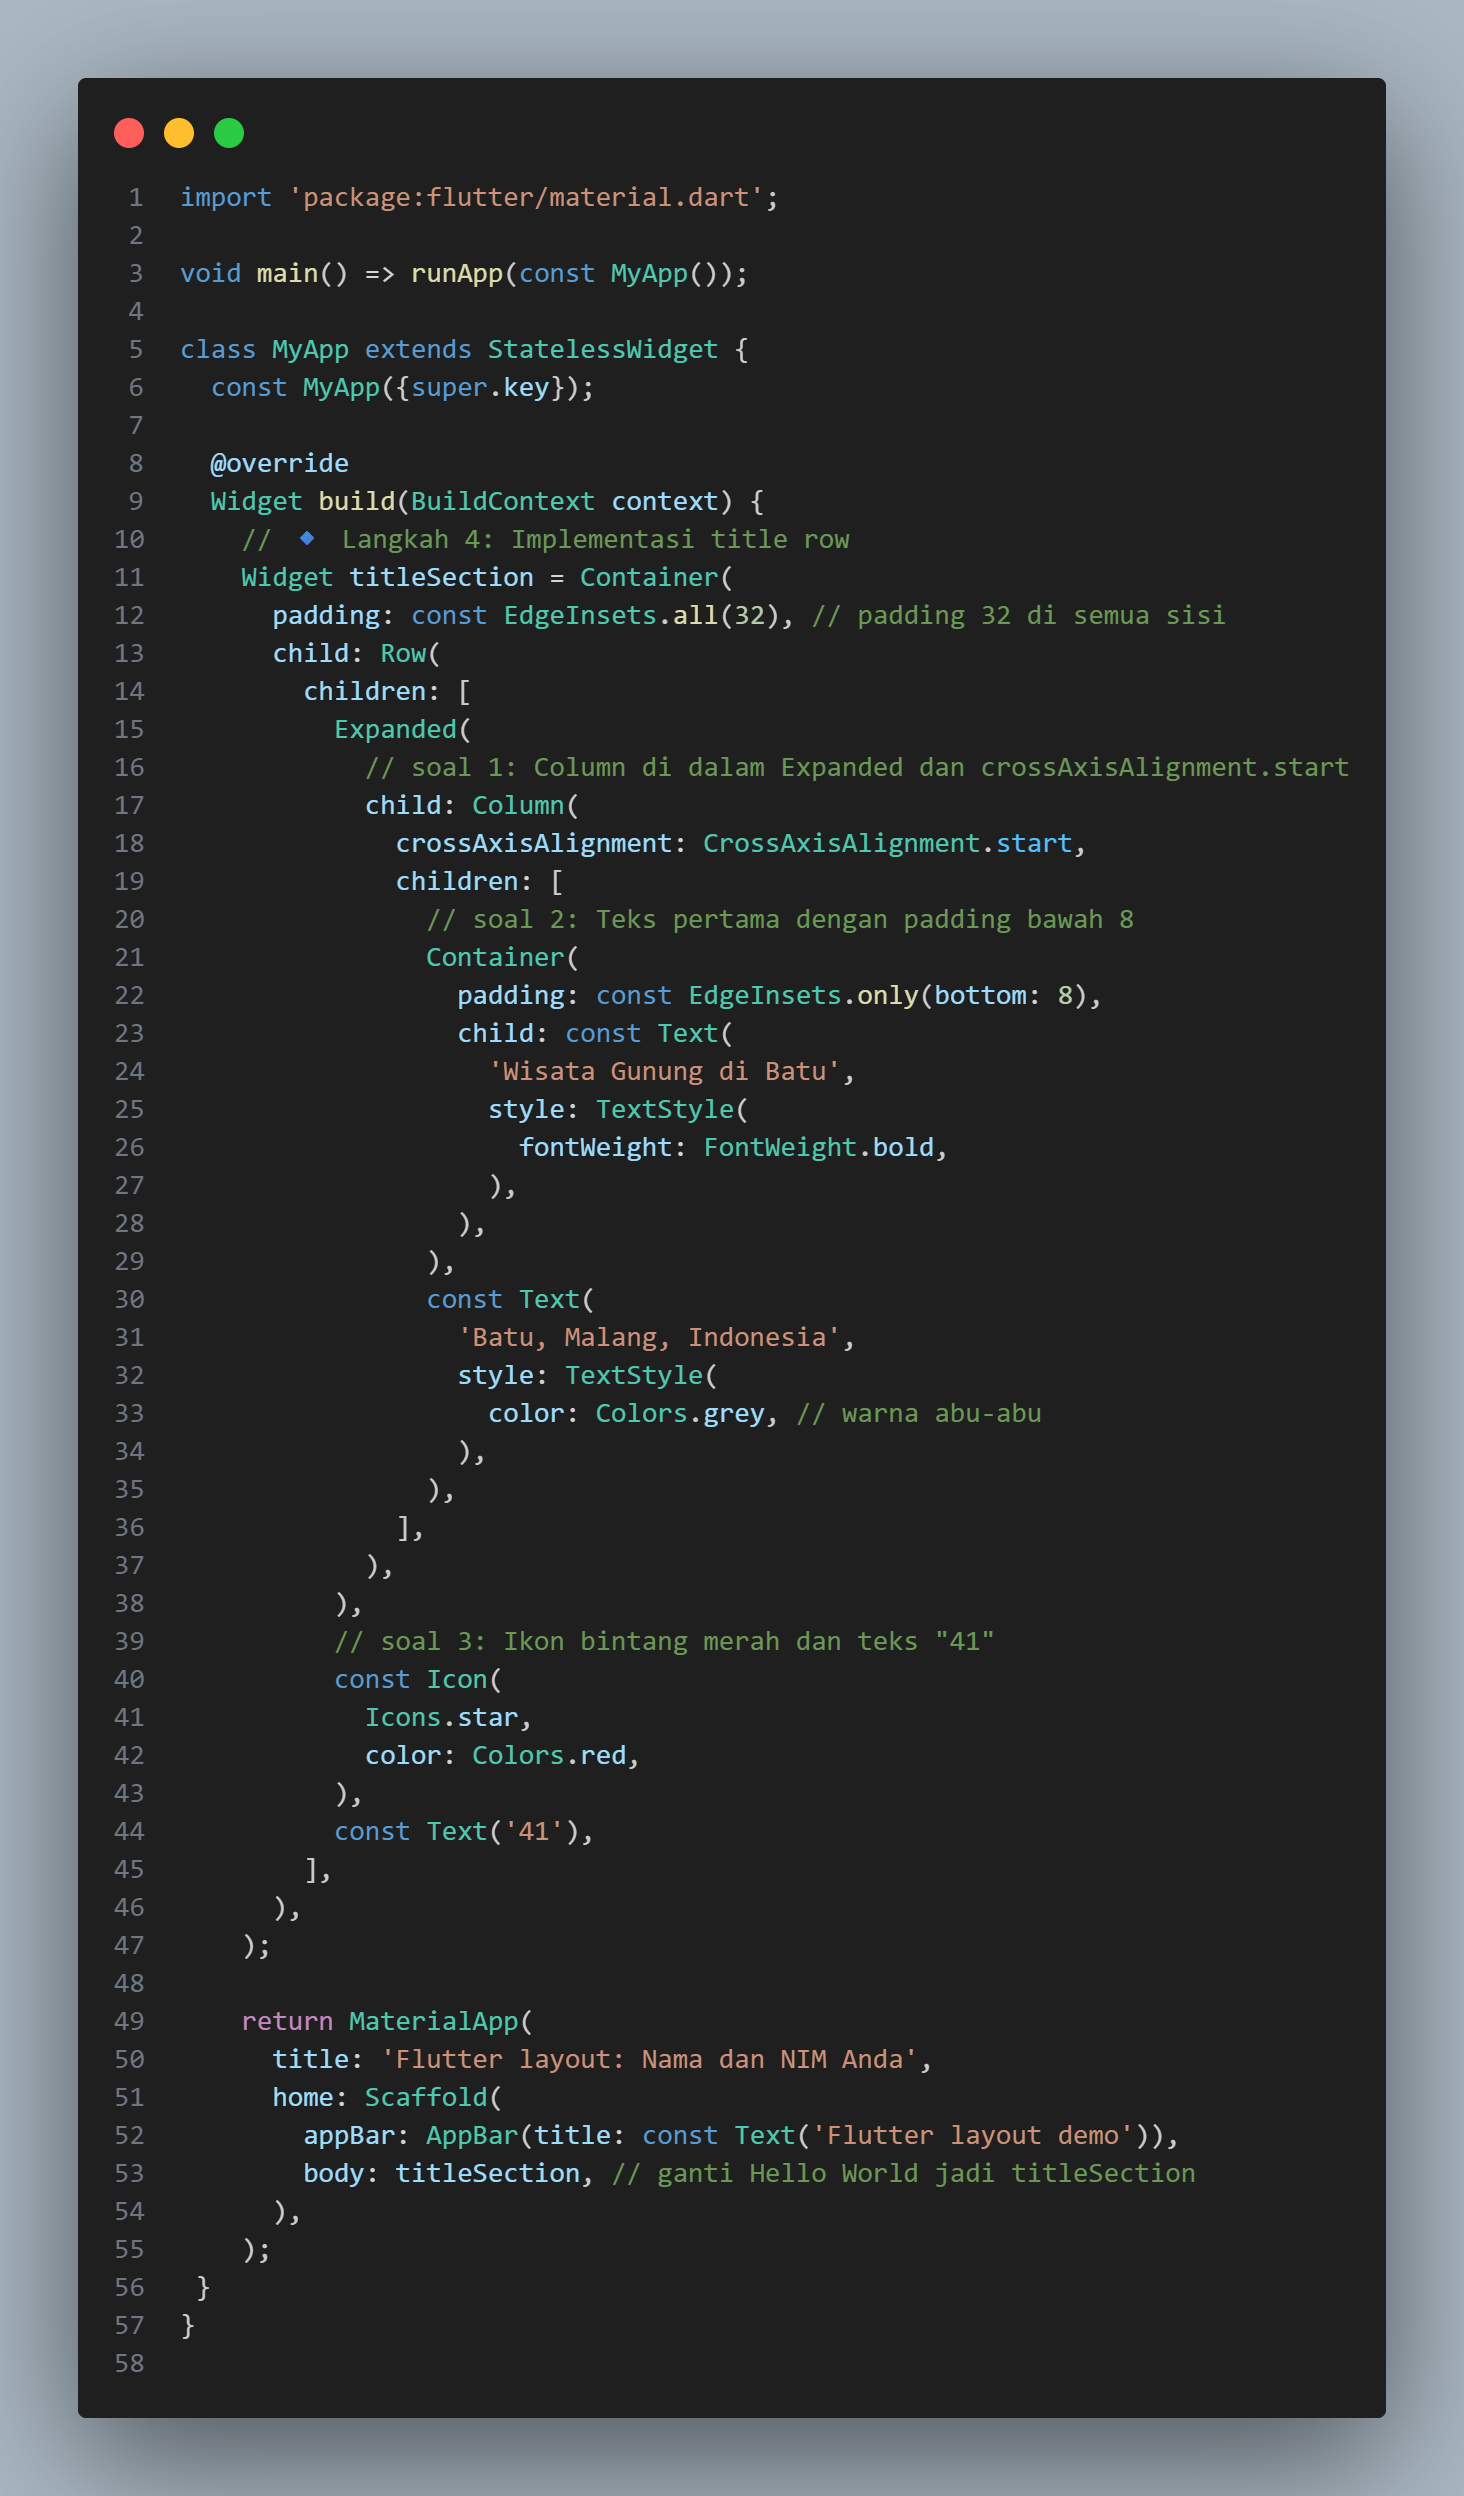 1 import 'package:flutter/material.dart';
2
3 void main() => runApp(const MyApp());
4
5 class MyApp extends StatelessWidget {
6   const MyApp({super.key});
7
8   @override
9   Widget build(BuildContext context) {
10     // 🔹 Langkah 4: Implementasi title row
11     Widget titleSection = Container(
12       padding: const EdgeInsets.all(32), // padding 32 di semua sisi
13       child: Row(
14         children: [
15           Expanded(
16             // soal 1: Column di dalam Expanded dan crossAxisAlignment.start
17             child: Column(
18               crossAxisAlignment: CrossAxisAlignment.start,
19               children: [
20                 // soal 2: Teks pertama dengan padding bawah 8
21                 Container(
22                   padding: const EdgeInsets.only(bottom: 8),
23                   child: const Text(
24                     'Wisata Gunung di Batu',
25                     style: TextStyle(
26                       fontWeight: FontWeight.bold,
27                     ),
28                   ),
29                 ),
30                 const Text(
31                   'Batu, Malang, Indonesia',
32                   style: TextStyle(
33                     color: Colors.grey, // warna abu-abu
34                   ),
35                 ),
36               ],
37             ),
38           ),
39           // soal 3: Ikon bintang merah dan teks "41"
40           const Icon(
41             Icons.star,
42             color: Colors.red,
43           ),
44           const Text('41'),
45         ],
46       ),
47     );
48
49     return MaterialApp(
50       title: 'Flutter layout: Nama dan NIM Anda',
51       home: Scaffold(
52         appBar: AppBar(title: const Text('Flutter layout demo')),
53         body: titleSection, // ganti Hello World jadi titleSection
54       ),
55     );
56  }
57 }
58